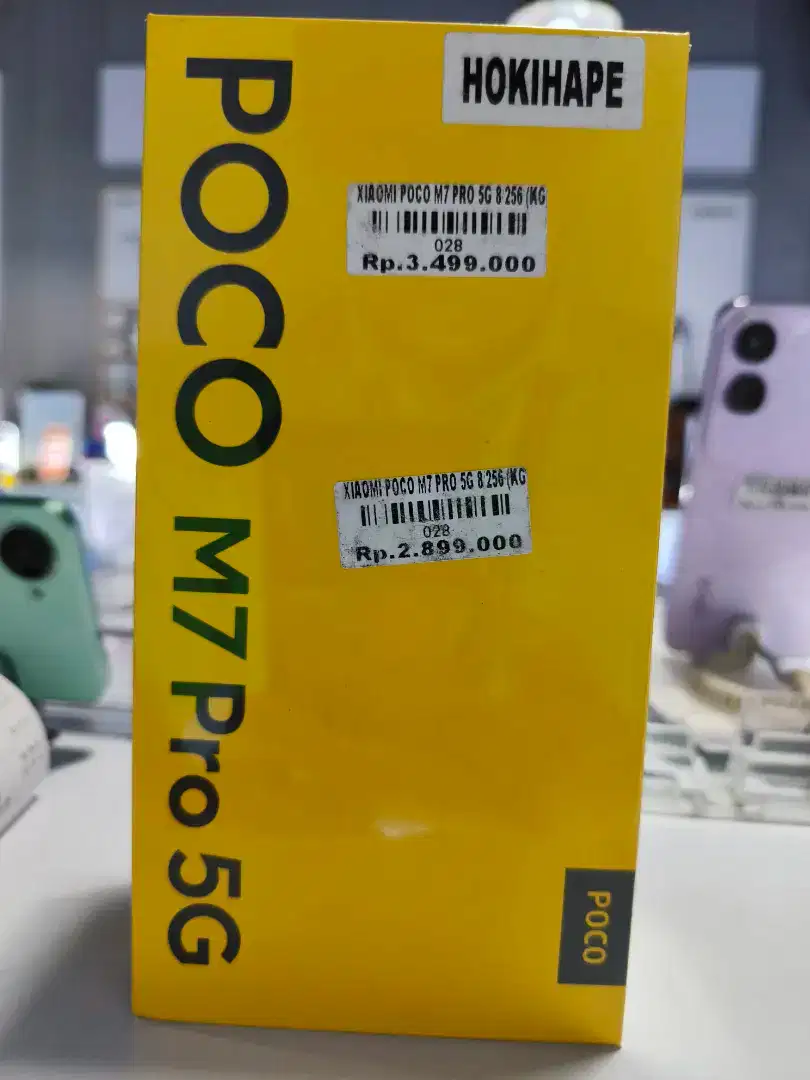 HOKIHAPE
POCO M7 Pro 5G
XIAOMI POCO M7 PRO 5G 8 256 (KG
028
Rp.3.499.000
XIAOMI POCO M7 PRO 5G 8 256 (KG
028
Rp.2.899.000
POCO